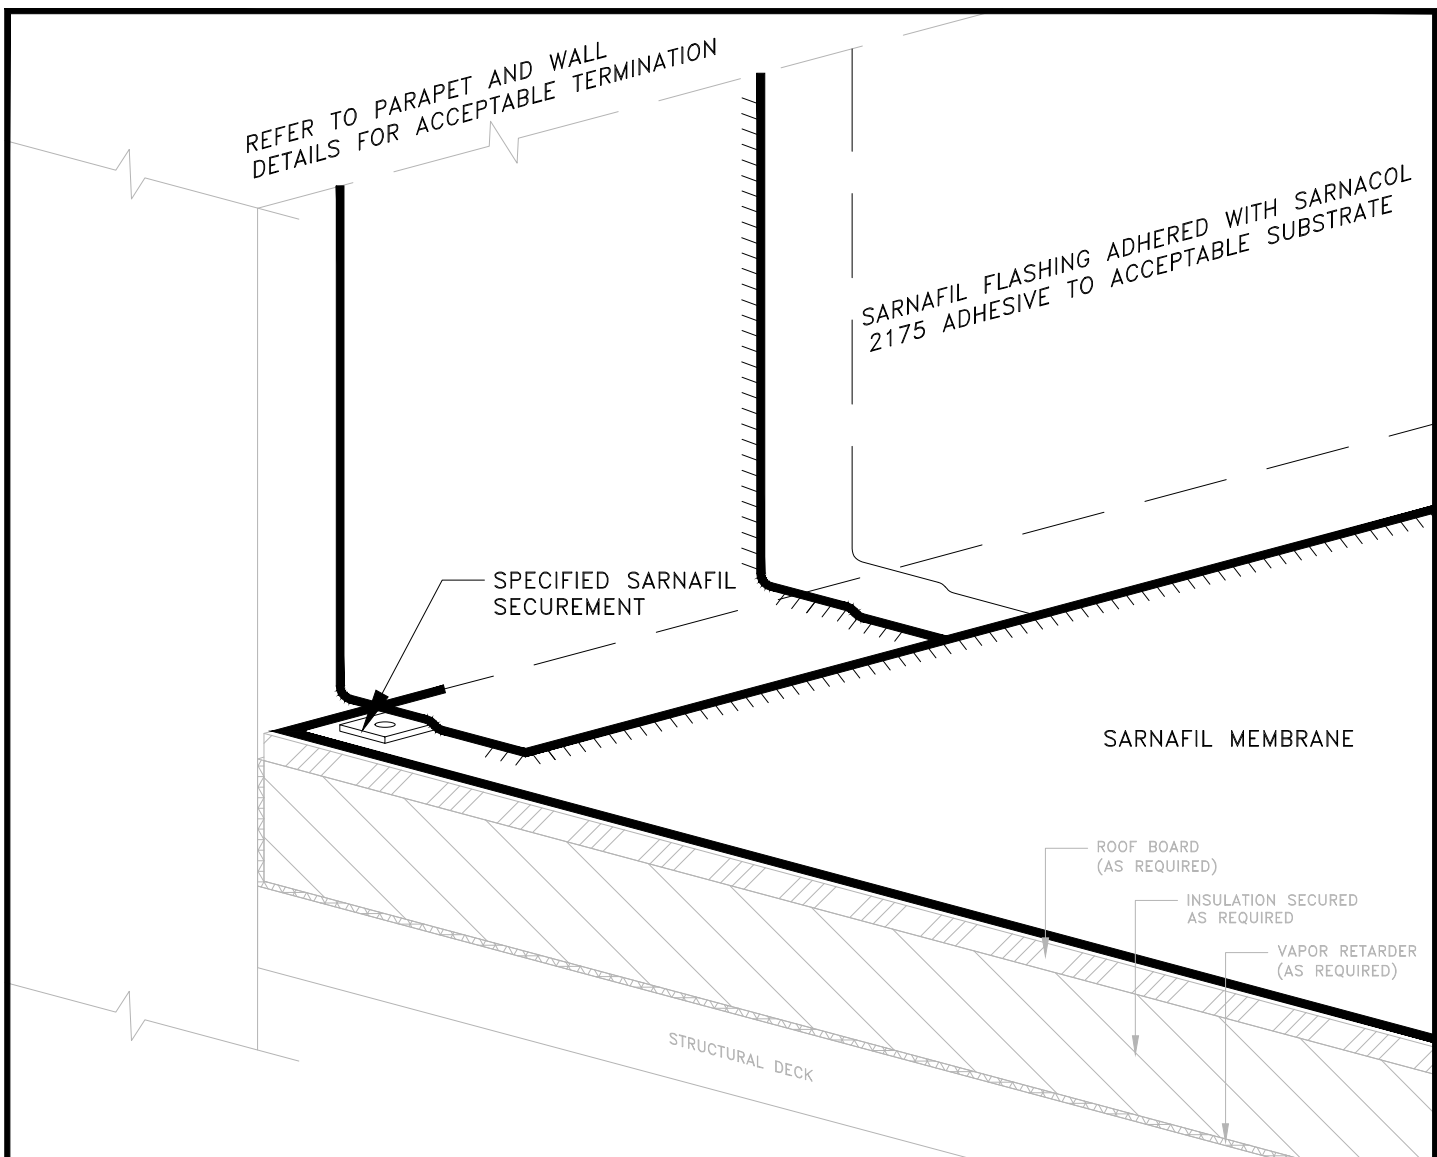 REFER TO PARAPET AND WALL
DETAILS FOR ACCEPTABLE TERMINATION
SARNAFIL FLASHING ADHERED WITH SARNACOL
2175 ADHESIVE TO ACCEPTABLE SUBSTRATE
SPECIFIED SARNAFIL
SECUREMENT
SARNAFIL MEMBRANE
ROOF BOARD
(AS REQUIRED)
INSULATION SECURED
AS REQUIRED
VAPOR RETARDER
(AS REQUIRED)
STRUCTURAL DECK